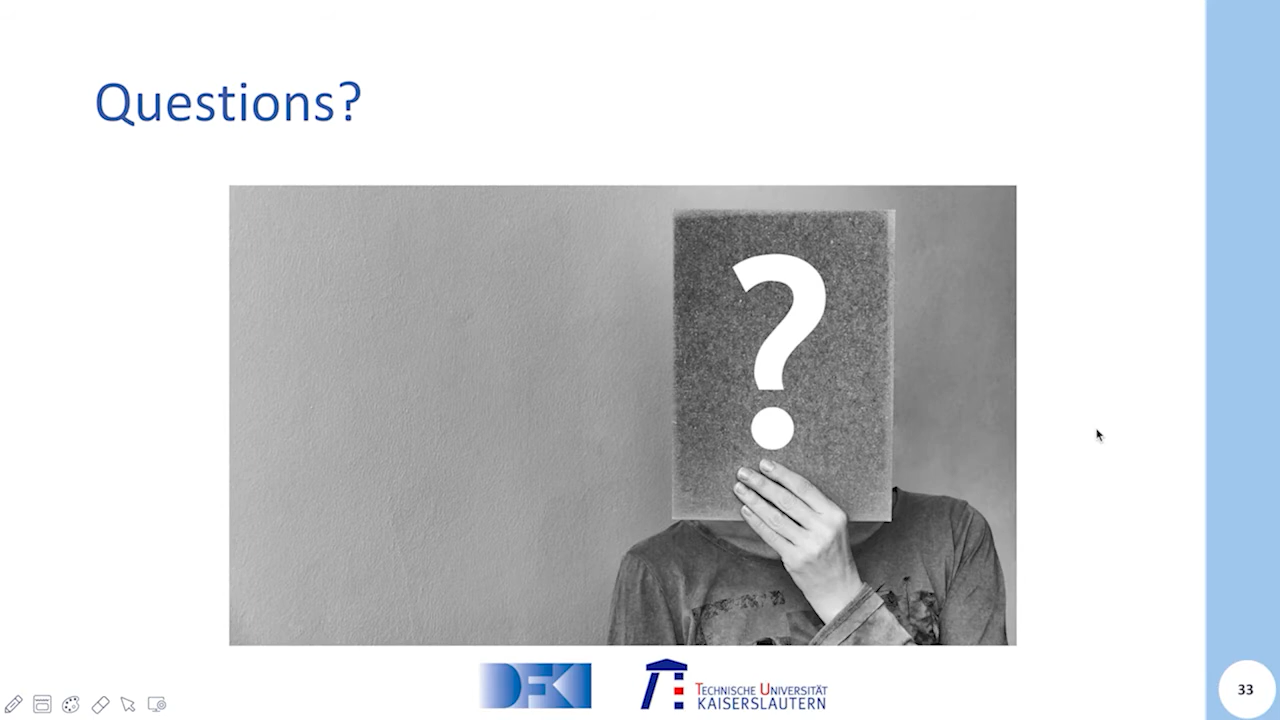 Questions?
?
DFKI
TECHNISCHE UNIVERSITÄT
KAISERSLAUTERN
33